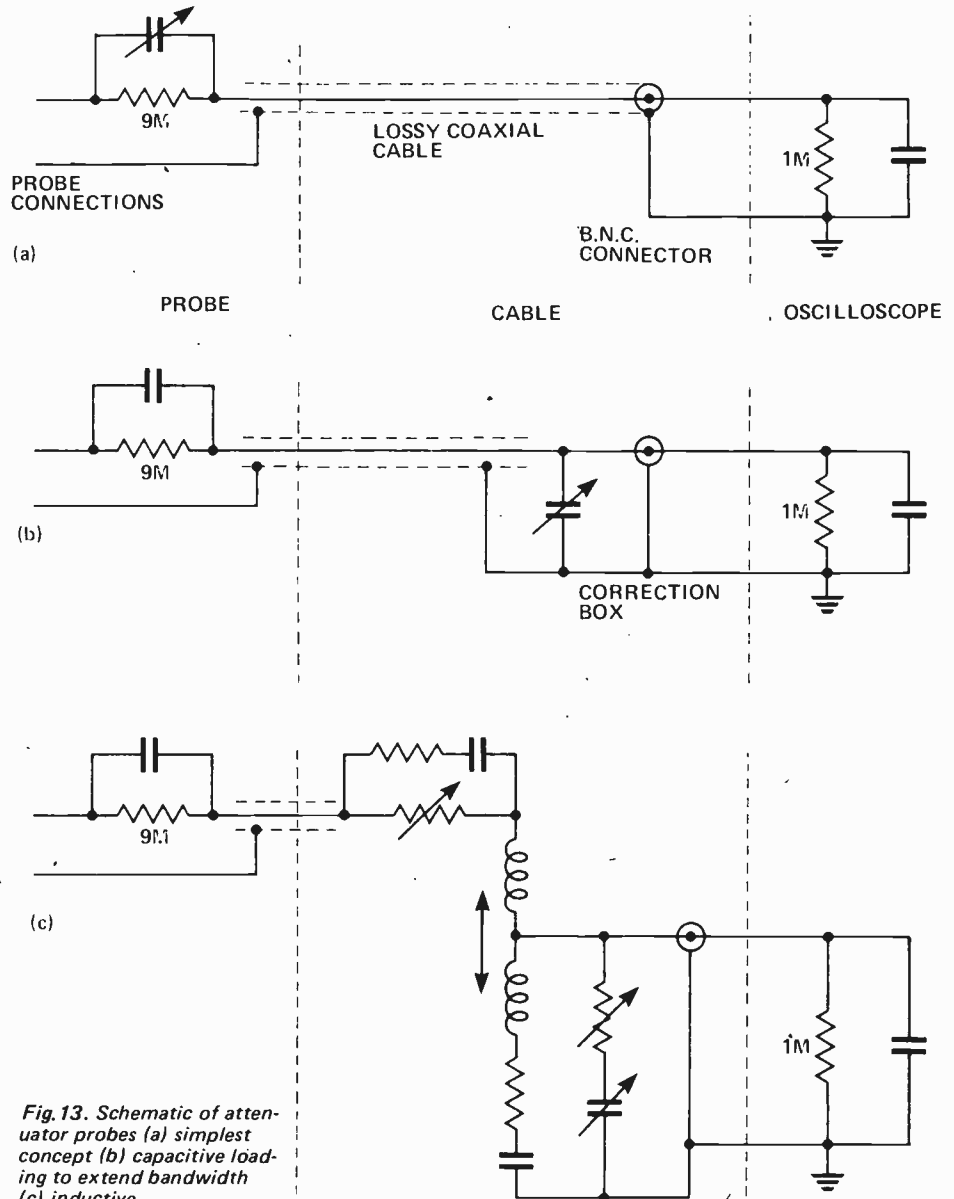 9M
LOSSY COAXIAL
CABLE
1M
PROBE
CONNECTIONS
B.N.C.
CONNECTOR
(a)
PROBE
CABLE
OSCILLOSCOPE
9M
1M
(b)
CORRECTION
BOX
9M
(c)
1M
Fig. 13. Schematic of atten-
uator probes (a) simplest
concept (b) capacitive load-
ing to extend bandwidth
(c) inductive